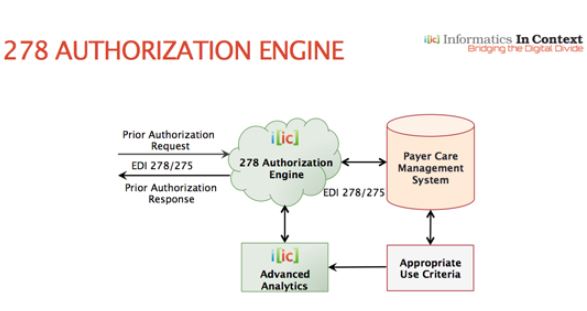 278 AUTHORIZATION ENGINE
i[ic] Informatics In Context
Bridging the Digital Divide
Prior Authorization
Request
EDI 278/275
Prior Authorization
Response
i[ic]
278 Authorization
Engine
EDI 278/275
Payer Care
Management
System
i[ic]
Advanced
Analytics
Appropriate
Use Criteria